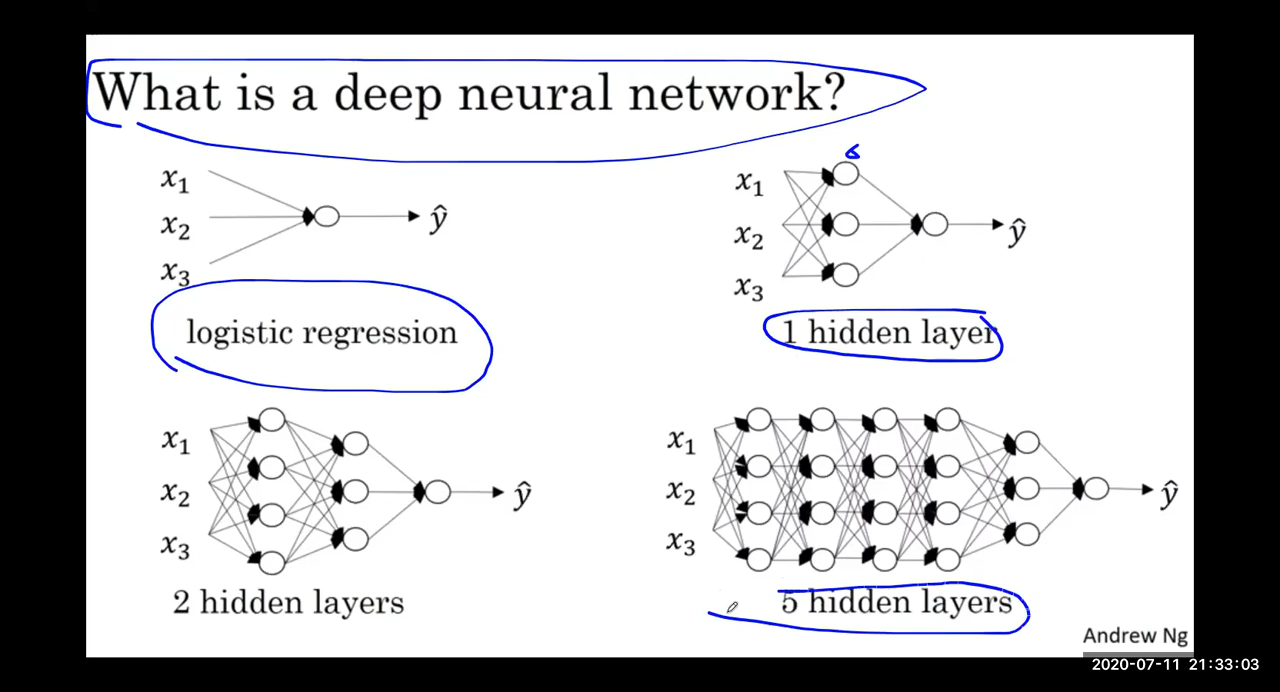 What is a deep neural network?
x₁
x₂
x₃
ŷ
logistic regression
x₁
x₂
x₃
ŷ
1 hidden layer
x₁
x₂
x₃
ŷ
2 hidden layers
x₁
x₂
x₃
ŷ
5 hidden layers
Andrew Ng
2020-07-11 21:33:03